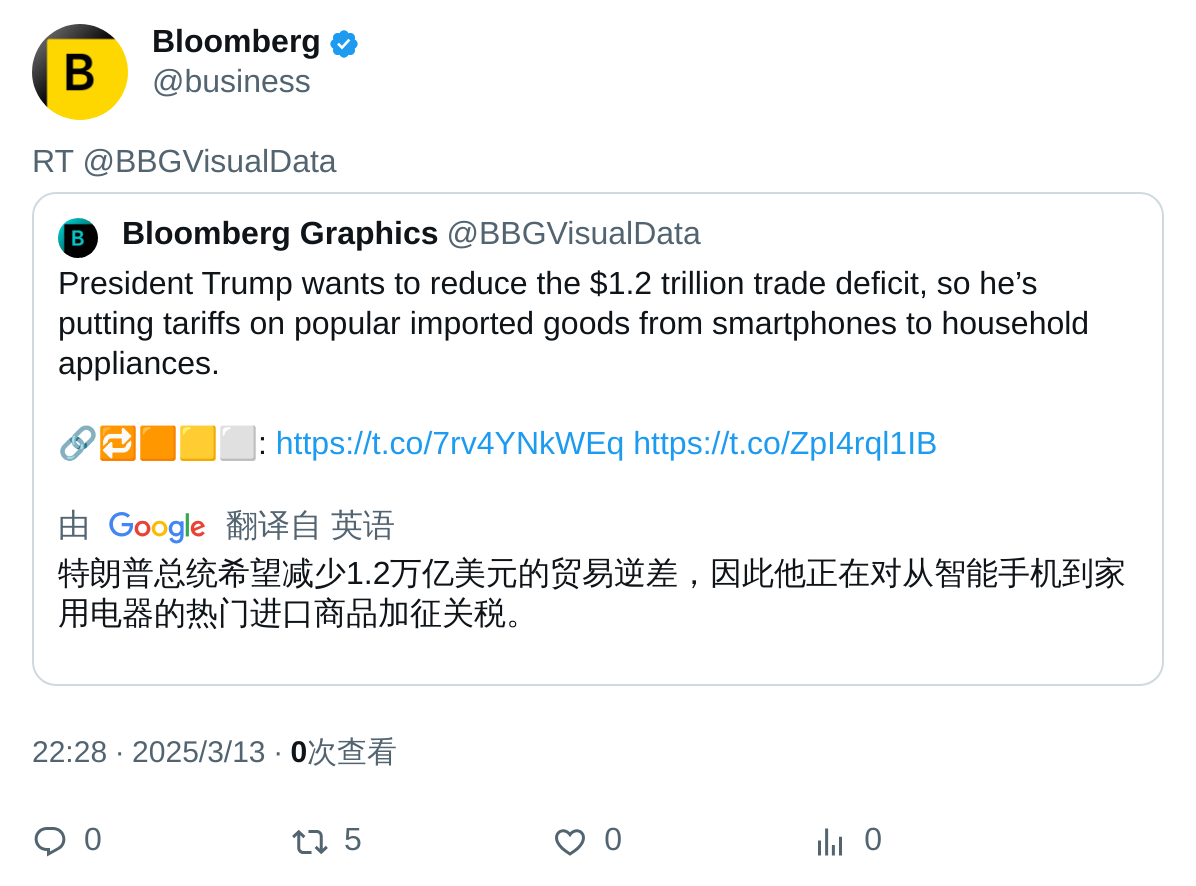 B
Bloomberg
@business
RT @BBGVisualData
B
Bloomberg Graphics @BBGVisualData
President Trump wants to reduce the $1.2 trillion trade deficit, so he’s
putting tariffs on popular imported goods from smartphones to household
appliances.
🔗🔁🟧🟨⬜: https://t.co/7rv4YNkWEq https://t.co/ZpI4rql1IB
由 Google 翻译自 英语
特朗普总统希望减少1.2万亿美元的贸易逆差，因此他正在对从智能手机到家
用电器的热门进口商品加征关税。
22:28 · 2025/3/13 · 0次查看
0 5 0 0